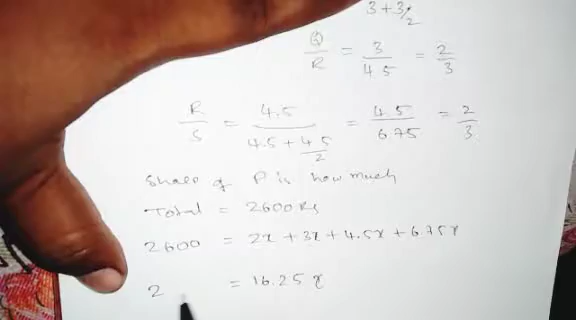 3 + 3/2
Q/R = 3/4.5 = 2/3
R/S = 4.5/(4.5 + 4.5/2) = 4.5/6.75 = 2/3
Share of P is how much
Total = 2600 Rs
2600 = 2x + 3x + 4.5x + 6.75x
2 = 16.25 x